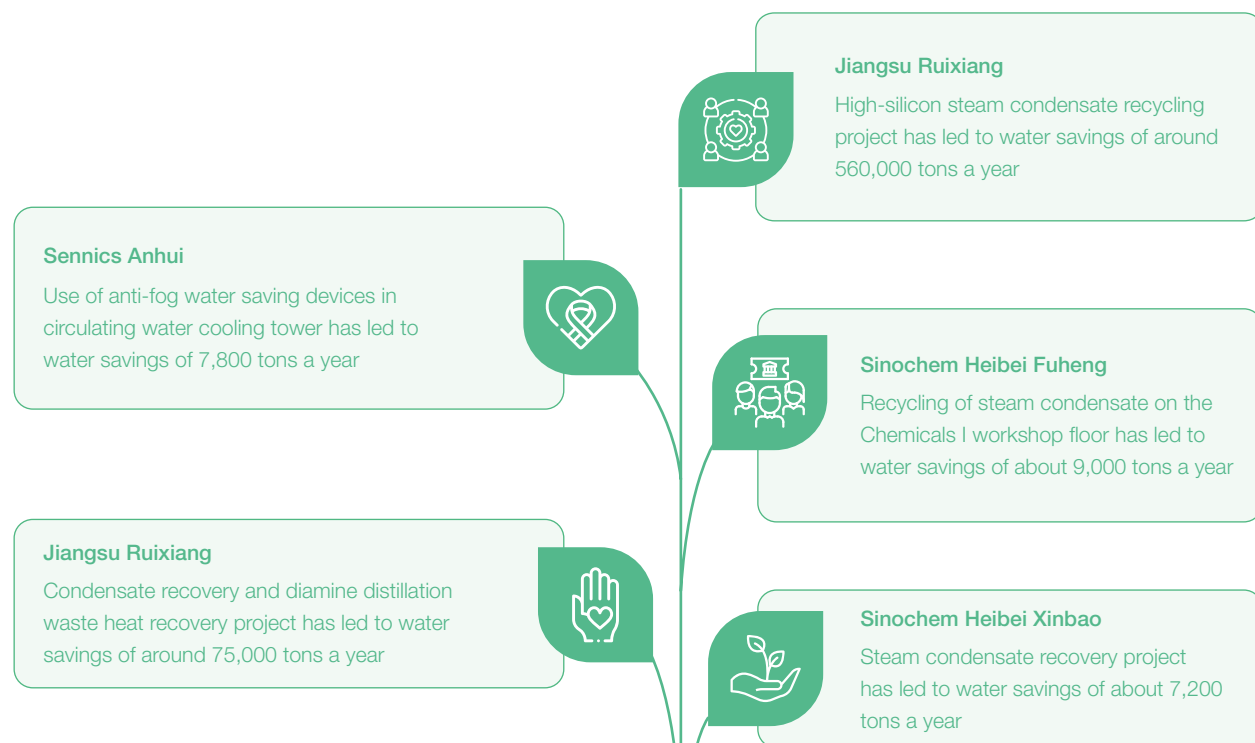 Jiangsu Ruixiang
High-silicon steam condensate recycling
project has led to water savings of around
560,000 tons a year
Sennics Anhui
Use of anti-fog water saving devices in
circulating water cooling tower has led to
water savings of 7,800 tons a year
Sinochem Heibei Fuheng
Recycling of steam condensate on the
Chemicals I workshop floor has led to
water savings of about 9,000 tons a year
Jiangsu Ruixiang
Condensate recovery and diamine distillation
waste heat recovery project has led to water
savings of around 75,000 tons a year
Sinochem Heibei Xinbao
Steam condensate recovery project
has led to water savings of about 7,200
tons a year